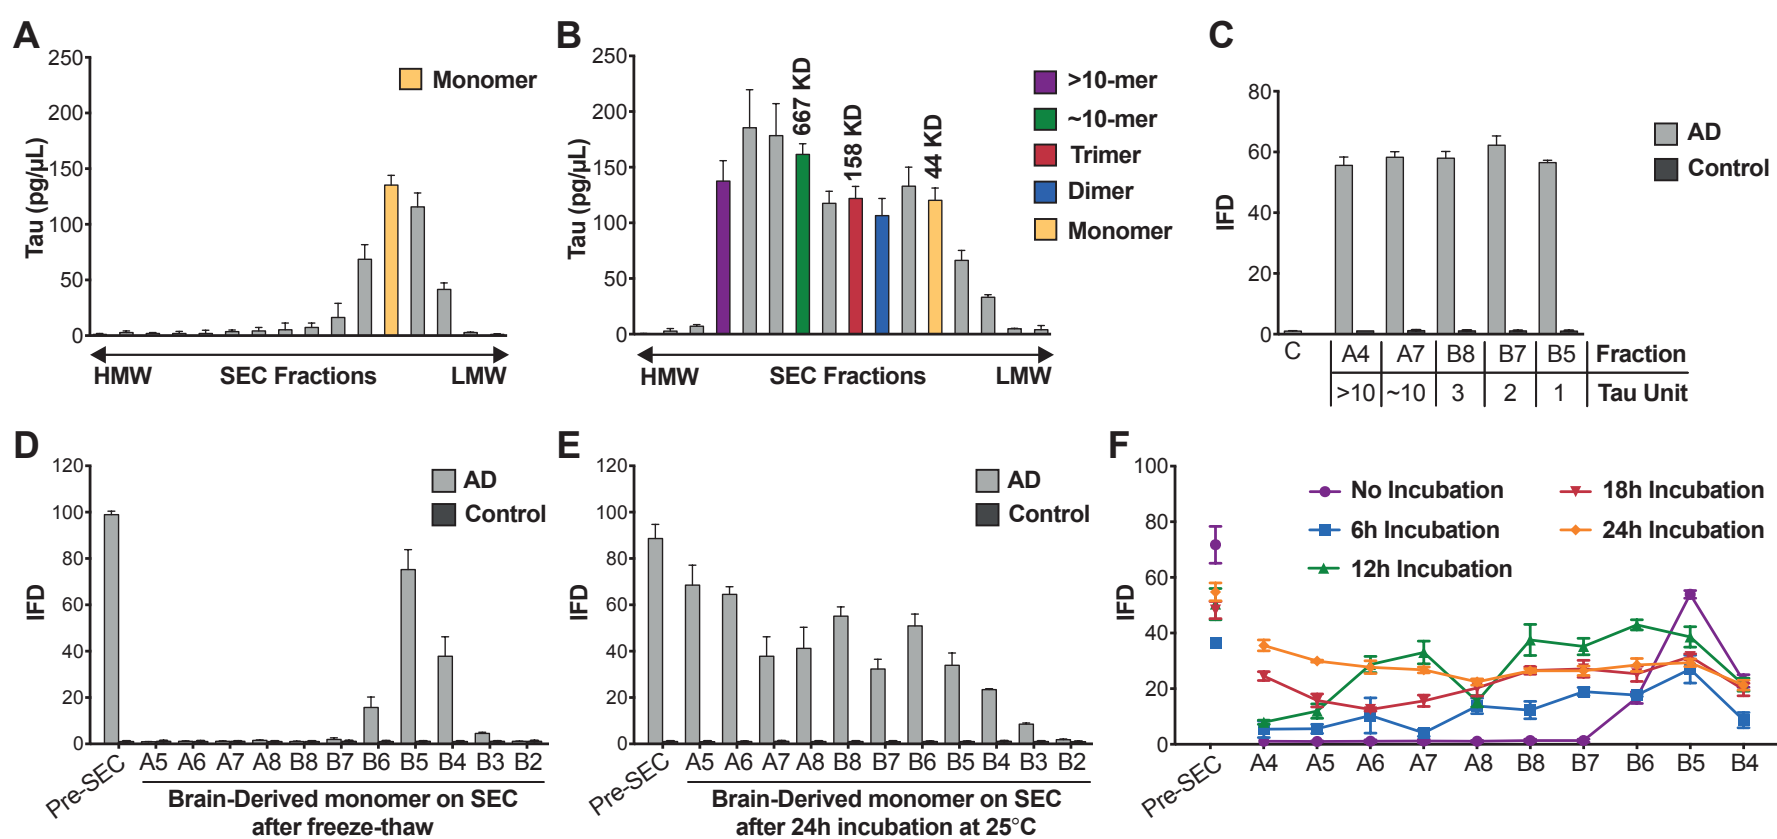 A
250
200
150
100
50
0
Tau (pg/µL)
Monomer
HMW SEC Fractions LMW
B
250
200
150
100
50
0
Tau (pg/µL)
667 KD
158 KD
44 KD
>10-mer
~10-mer
Trimer
Dimer
Monomer
HMW SEC Fractions LMW
C
80
60
40
20
0
IFD
AD
Control
C A4 A7 B8 B7 B5 Fraction
>10 ~10 3 2 1 Tau Unit
D
120
100
80
60
40
20
0
IFD
AD
Control
Pre-SEC A5 A6 A7 A8 B8 B7 B6 B5 B4 B3 B2
Brain-Derived monomer on SEC
after freeze-thaw
E
120
100
80
60
40
20
0
IFD
AD
Control
Pre-SEC A5 A6 A7 A8 B8 B7 B6 B5 B4 B3 B2
Brain-Derived monomer on SEC
after 24h incubation at 25°C
F
100
80
60
40
20
0
IFD
No Incubation
6h Incubation
12h Incubation
18h Incubation
24h Incubation
Pre-SEC A4 A5 A6 A7 A8 B8 B7 B6 B5 B4